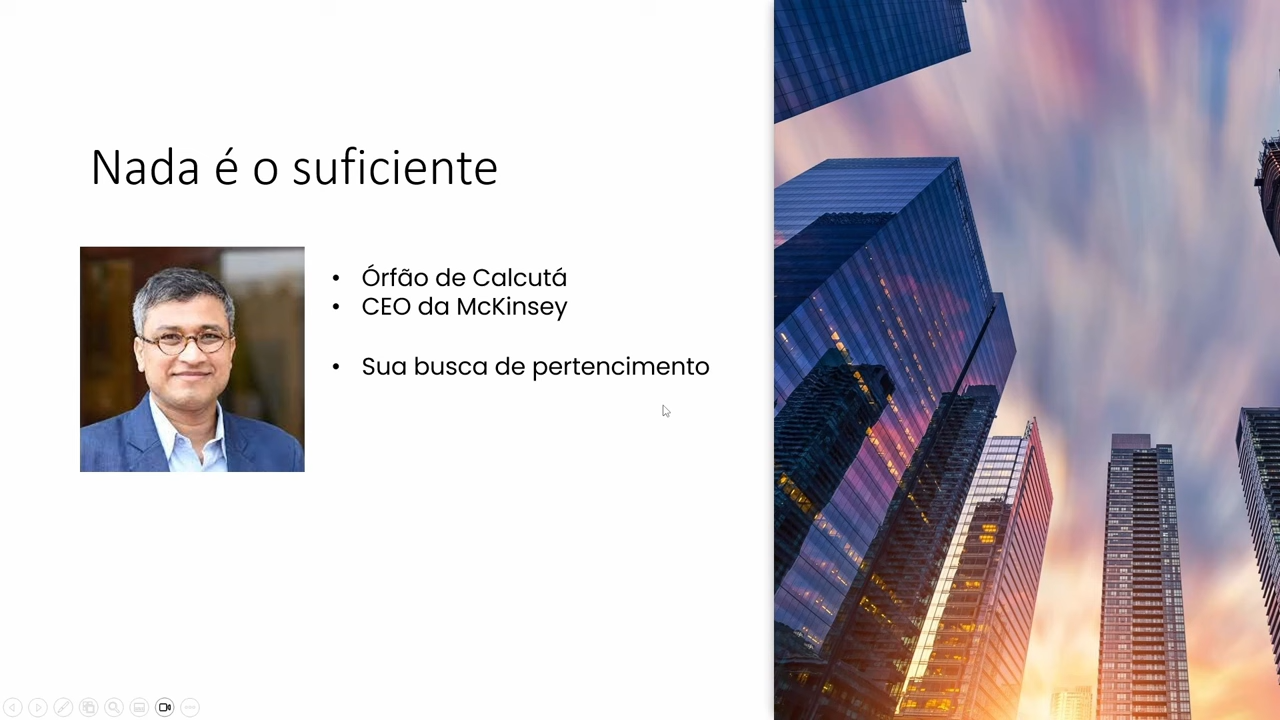 Nada é o suficiente
• Órfão de Calcutá
• CEO da McKinsey
• Sua busca de pertencimento